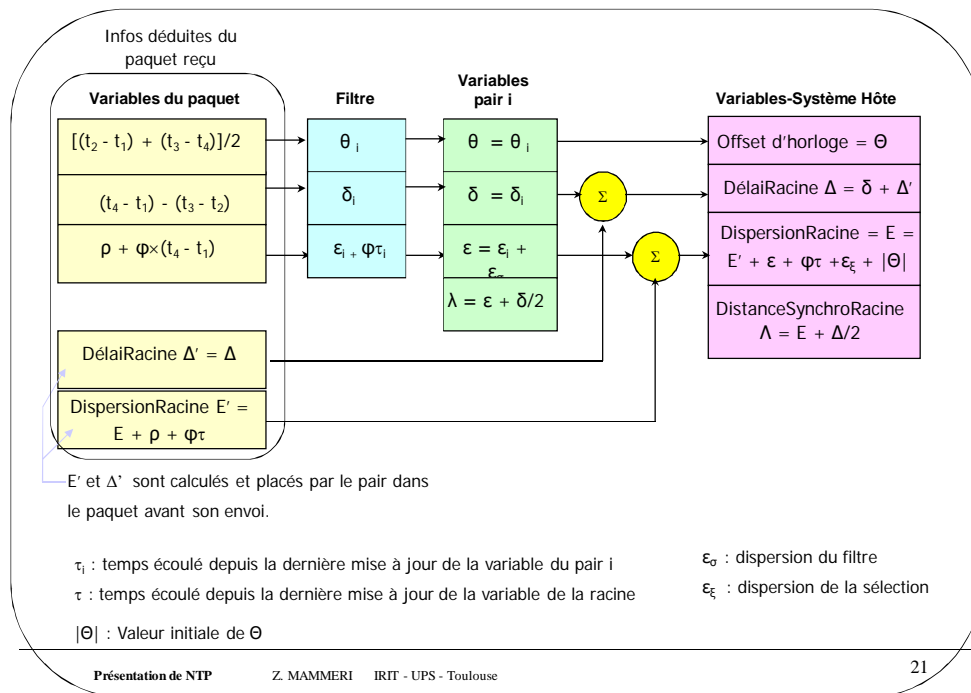 Infos déduites du
paquet reçu
Variables du paquet
Filtre
Variables
pair i
Variables-Système Hôte
[(t₂ - t₁) + (t₃ - t₄)]/2
θ ᵢ
θ = θ ᵢ
Offset d'horloge = Θ
(t₄ - t₁) - (t₃ - t₂)
δᵢ
δ = δᵢ
Σ
DélaiRacine Δ = δ + Δ′
ρ + φ×(t₄ - t₁)
εᵢ ₊ φτᵢ
ε = εᵢ +
ε_σ
Σ
DispersionRacine = E =
E′ + ε + φτ +ε_ξ + |Θ|
λ = ε + δ/2
DistanceSynchroRacine
Λ = E + Δ/2
DélaiRacine Δ′ = Δ
DispersionRacine E′ =
E + ρ + φτ
E′ et Δ’ sont calculés et placés par le pair dans
le paquet avant son envoi.
τᵢ : temps écoulé depuis la dernière mise à jour de la variable du pair i
τ : temps écoulé depuis la dernière mise à jour de la variable de la racine
|Θ| : Valeur initiale de Θ
ε_σ : dispersion du filtre
ε_ξ : dispersion de la sélection
Présentation de NTP Z. MAMMERI IRIT - UPS - Toulouse 21